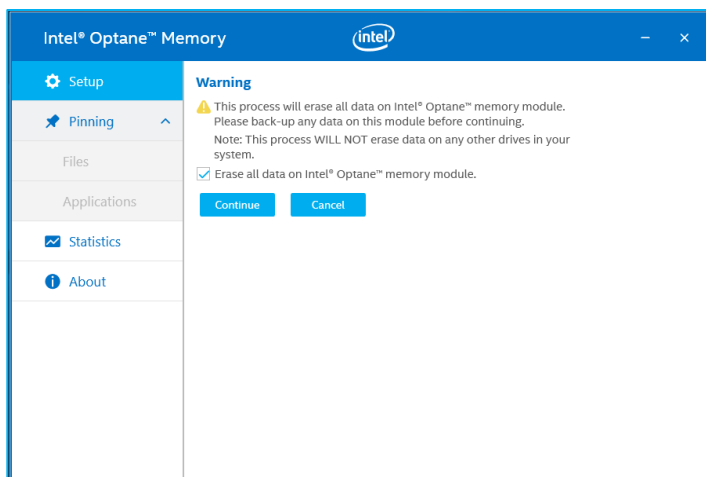 Intel® Optane™ Memory
intel
Setup
Pinning
Files
Applications
Statistics
About
Warning
This process will erase all data on Intel® Optane™ memory module.
Please back-up any data on this module before continuing.
Note: This process WILL NOT erase data on any other drives in your
system.
Erase all data on Intel® Optane™ memory module.
Continue
Cancel